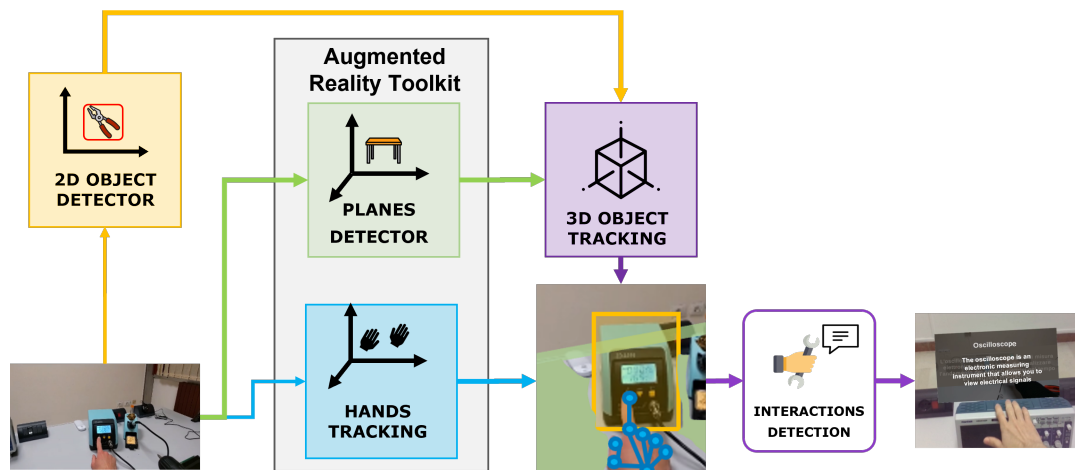 Augmented
Reality Toolkit
2D OBJECT
DETECTOR
PLANES
DETECTOR
3D OBJECT
TRACKING
HANDS
TRACKING
INTERACTIONS
DETECTION
Oscilloscope
The oscilloscope is an
electronic measuring
instrument that allows you to
view electrical signals